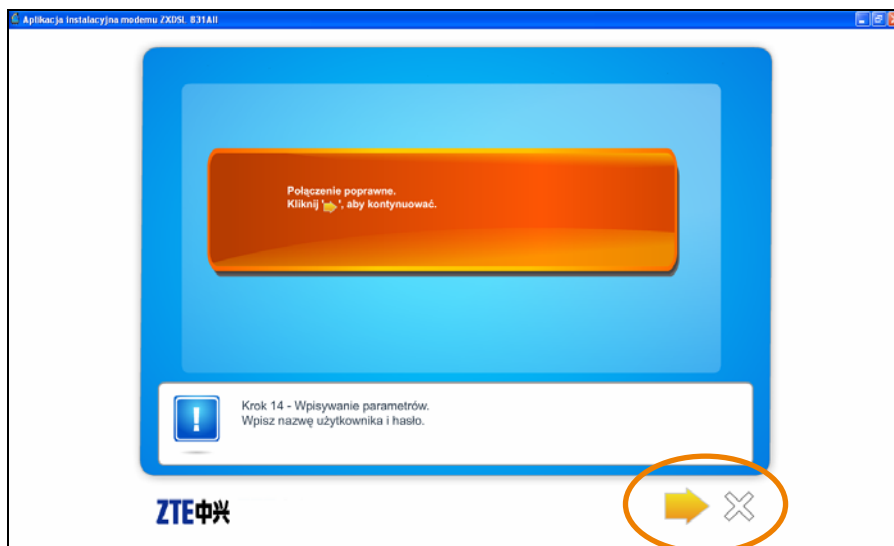 Aplikacja instalacyjna modemu ZXDSL 831AII
Połączenie poprawne.
Kliknij '', aby kontynuować.
Krok 14 - Wpisywanie parametrów.
Wpisz nazwę użytkownika i hasło.
ZTE中兴